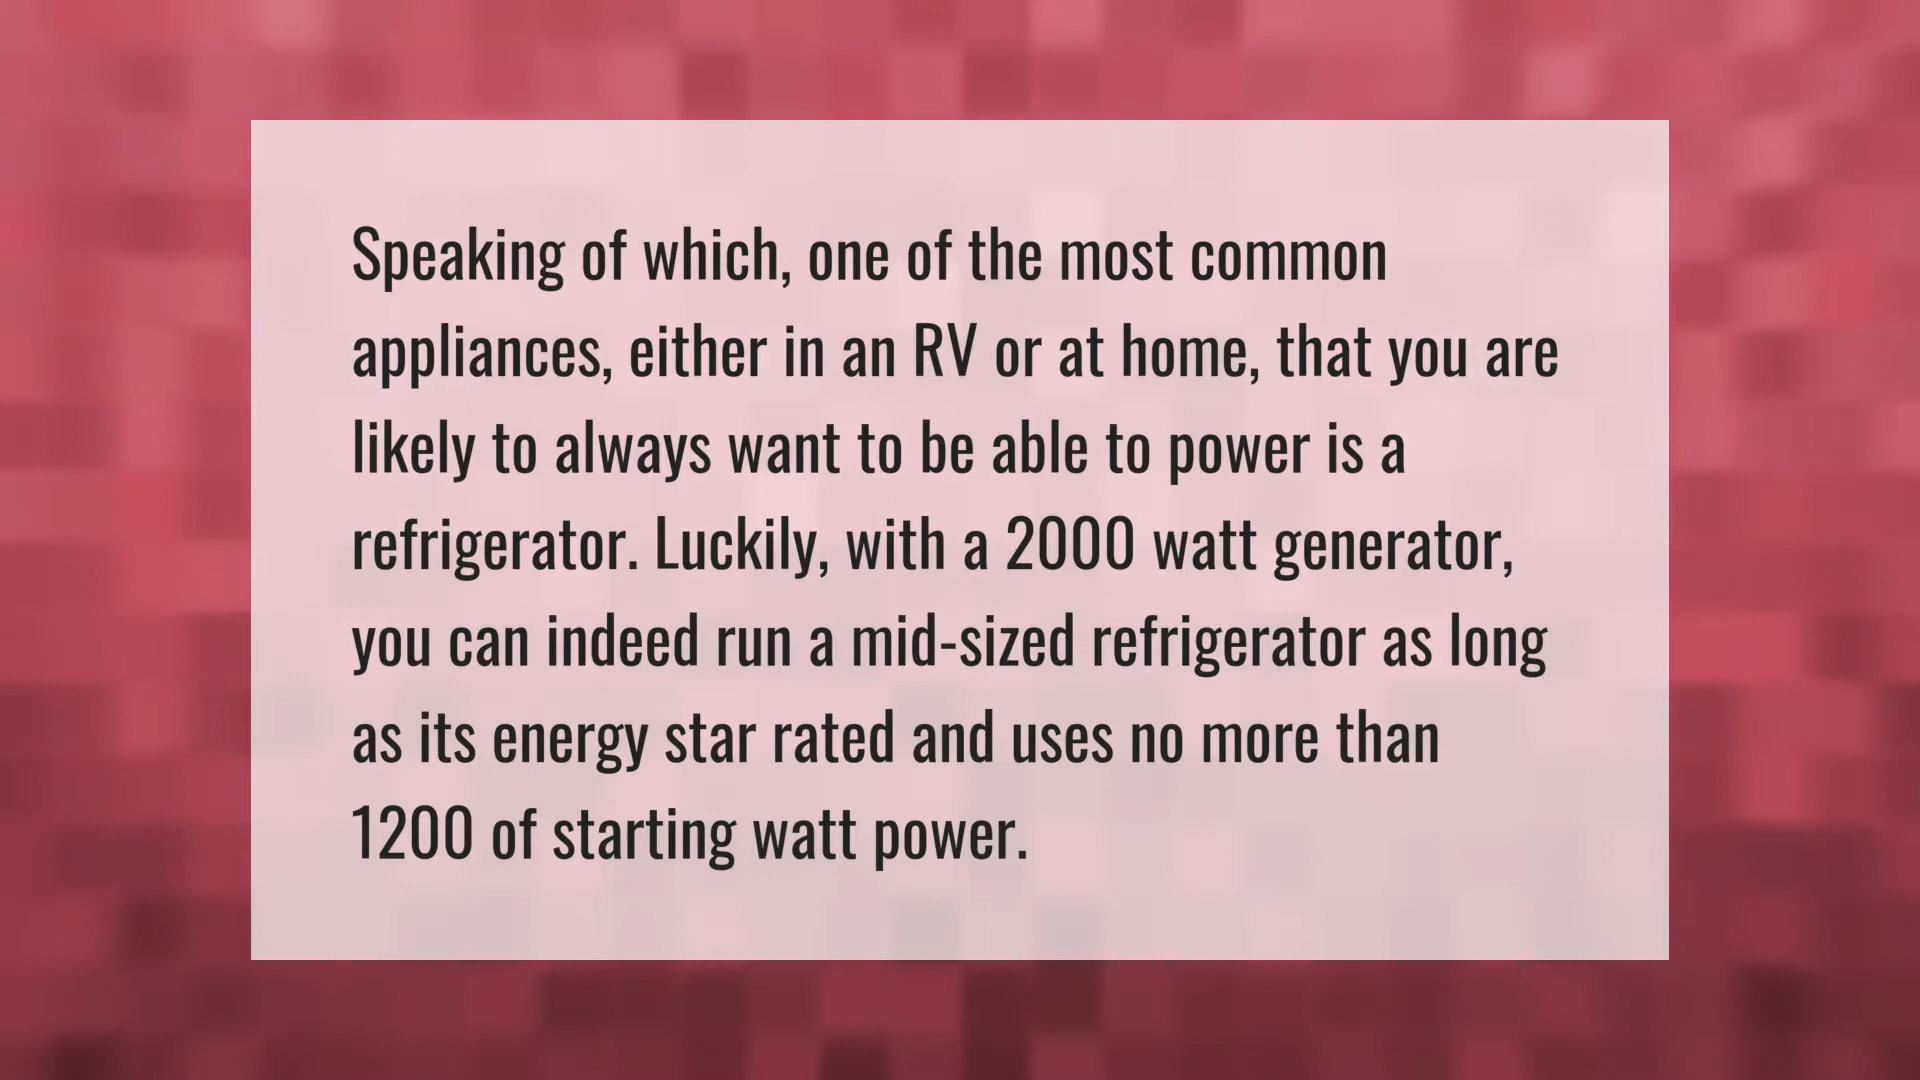 Speaking of which, one of the most common
appliances, either in an RV or at home, that you are
likely to always want to be able to power is a
refrigerator. Luckily, with a 2000 watt generator,
you can indeed run a mid-sized refrigerator as long
as its energy star rated and uses no more than
1200 of starting watt power.